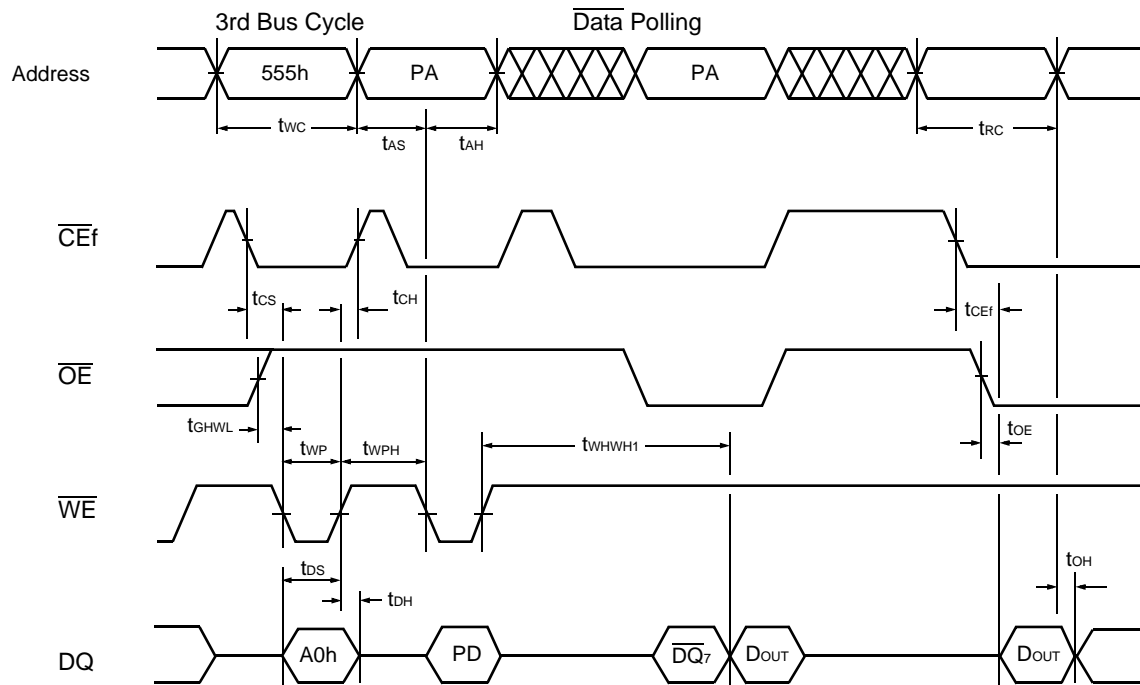 3rd Bus Cycle Data Polling
Address 555h PA PA
tWC tAS tAH tRC
CEf
tCS tCH tCEf
OE
tGHWL tWP tWPH tWHWH1 tOE
WE
tDS tDH tOH
DQ A0h PD DQ7 DOUT DOUT